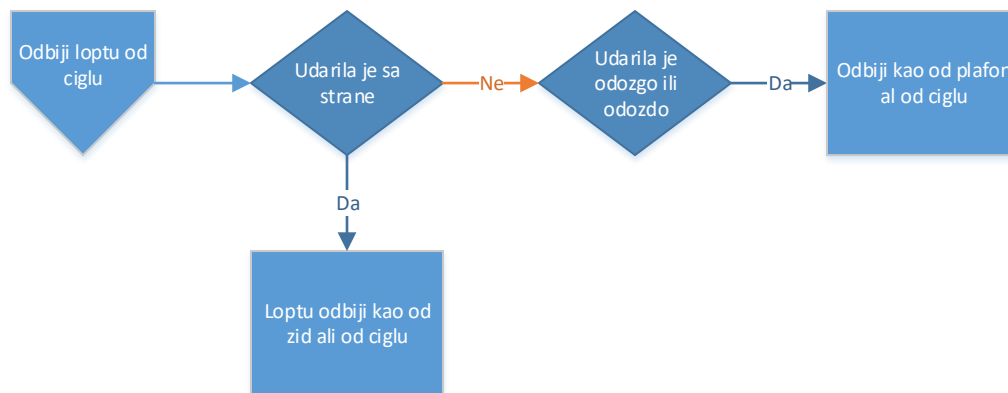 Odbiji loptu od
ciglu
Udarila je sa
strane
Ne
Udarila je
odozgo ili
odozdo
Da
Odbiji kao od plafon
al od ciglu
Da
Loptu odbiji kao od
zid ali od ciglu